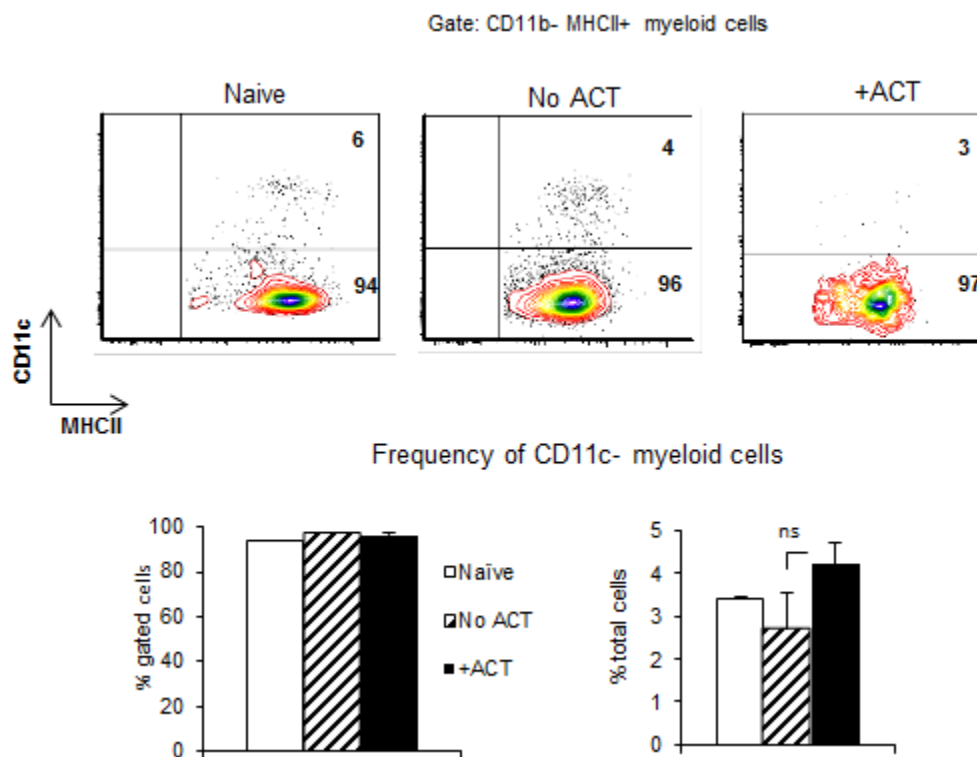 Gate: CD11b- MHCII+ myeloid cells
Naive
No ACT
+ACT
6
4
3
94
96
97
CD11c
MHCII
Frequency of CD11c- myeloid cells
% gated cells
100
80
60
40
20
0
Naïve
No ACT
+ACT
% total cells
5
4
3
2
1
0
ns